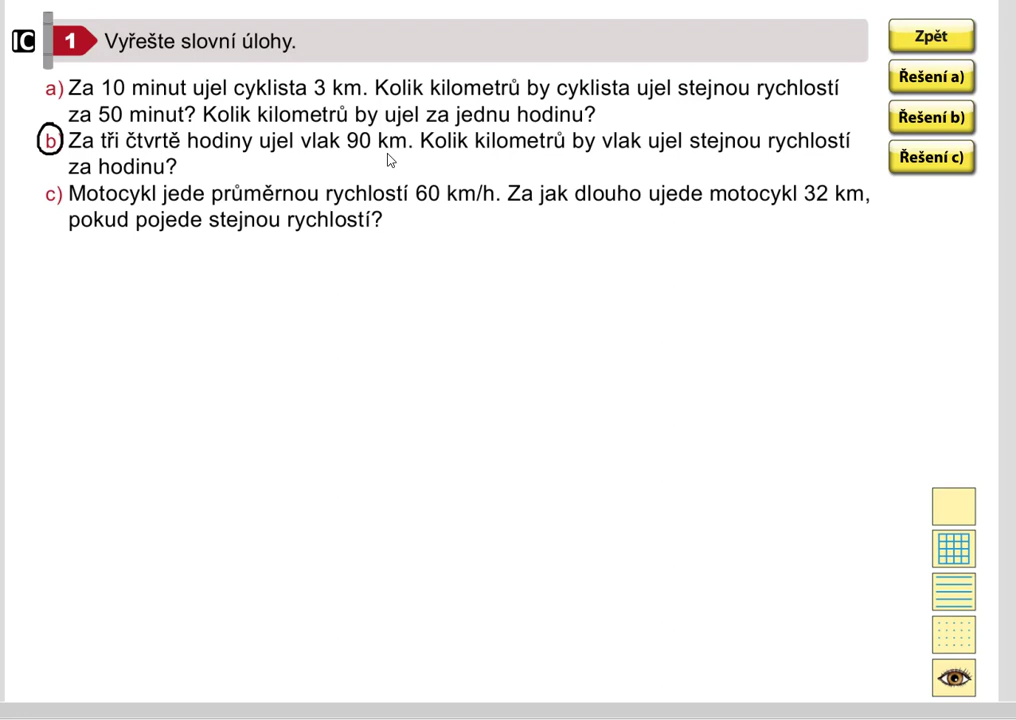 IC 1 Vyřešte slovní úlohy.
a) Za 10 minut ujel cyklista 3 km. Kolik kilometrů by cyklista ujel stejnou rychlostí
za 50 minut? Kolik kilometrů by ujel za jednu hodinu?
b) Za tři čtvrtě hodiny ujel vlak 90 km. Kolik kilometrů by vlak ujel stejnou rychlostí
za hodinu?
c) Motocykl jede průměrnou rychlostí 60 km/h. Za jak dlouho ujede motocykl 32 km,
pokud pojede stejnou rychlostí?
Zpět
Řešení a)
Řešení b)
Řešení c)